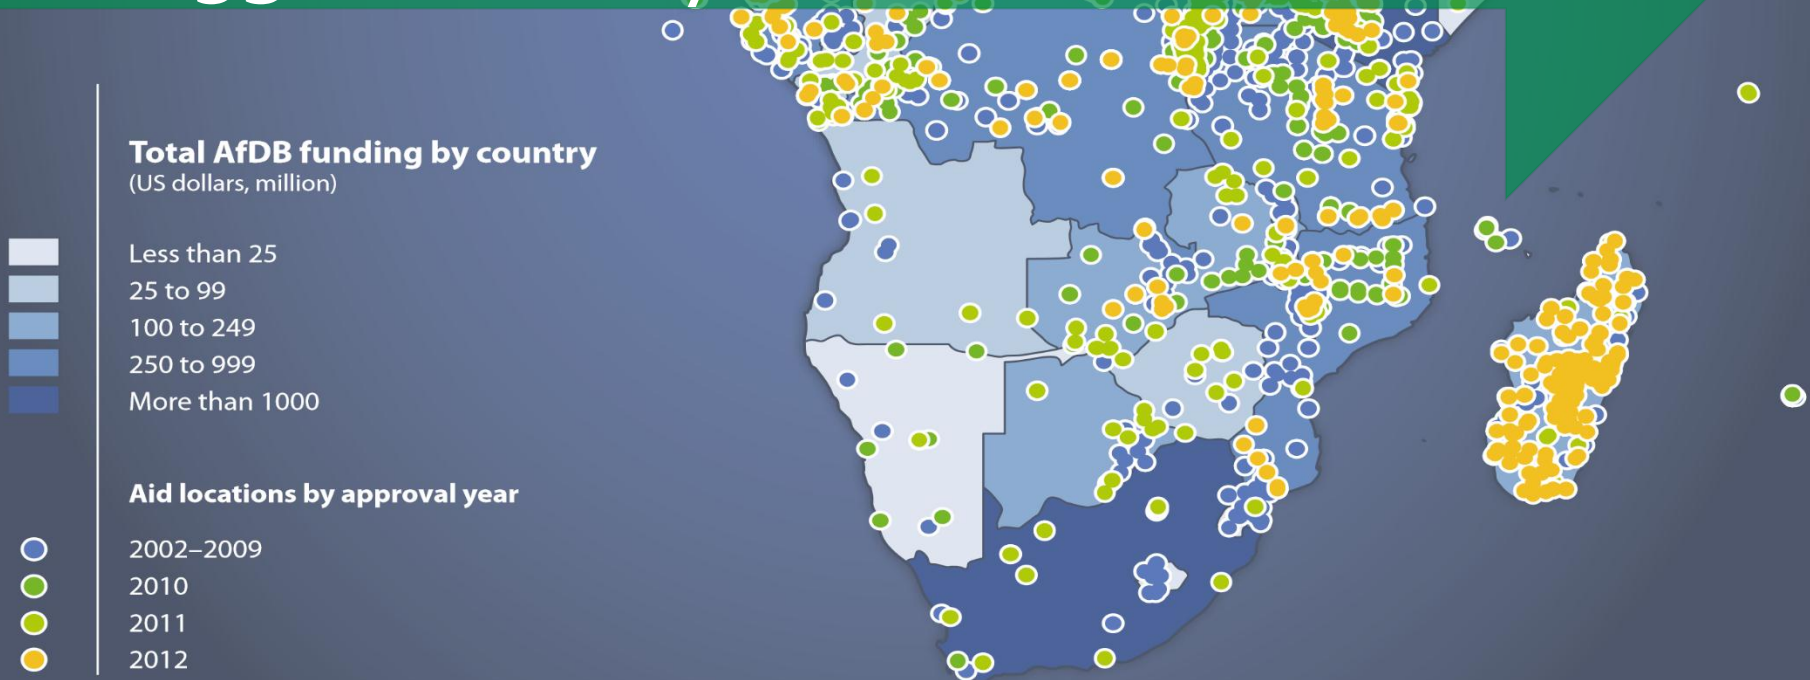 Total AfDB funding by country
(US dollars, million)
Less than 25
25 to 99
100 to 249
250 to 999
More than 1000
Aid locations by approval year
2002–2009
2010
2011
2012